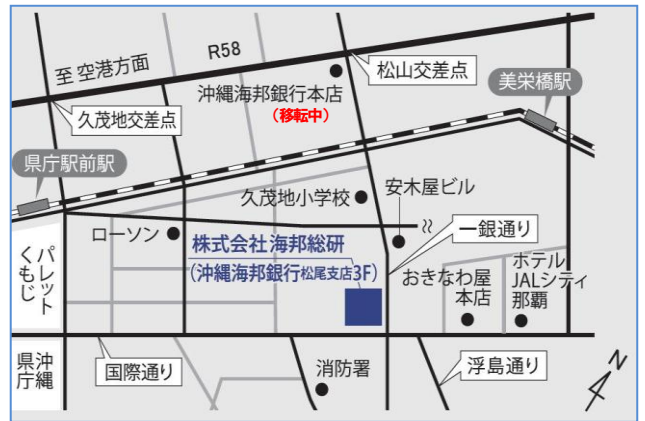 至 空港方面
R58
松山交差点
沖縄海邦銀行本店
（移転中）
美栄橋駅
久茂地交差点
県庁駅前駅
久茂地小学校
安木屋ビル
一銀通り
ローソン
株式会社海邦総研
（沖縄海邦銀行松尾支店3F）
パレット
くもじ
おきなわ屋
本店
ホテル
JALシティ
那覇
沖縄
県庁
国際通り
消防署
浮島通り
N